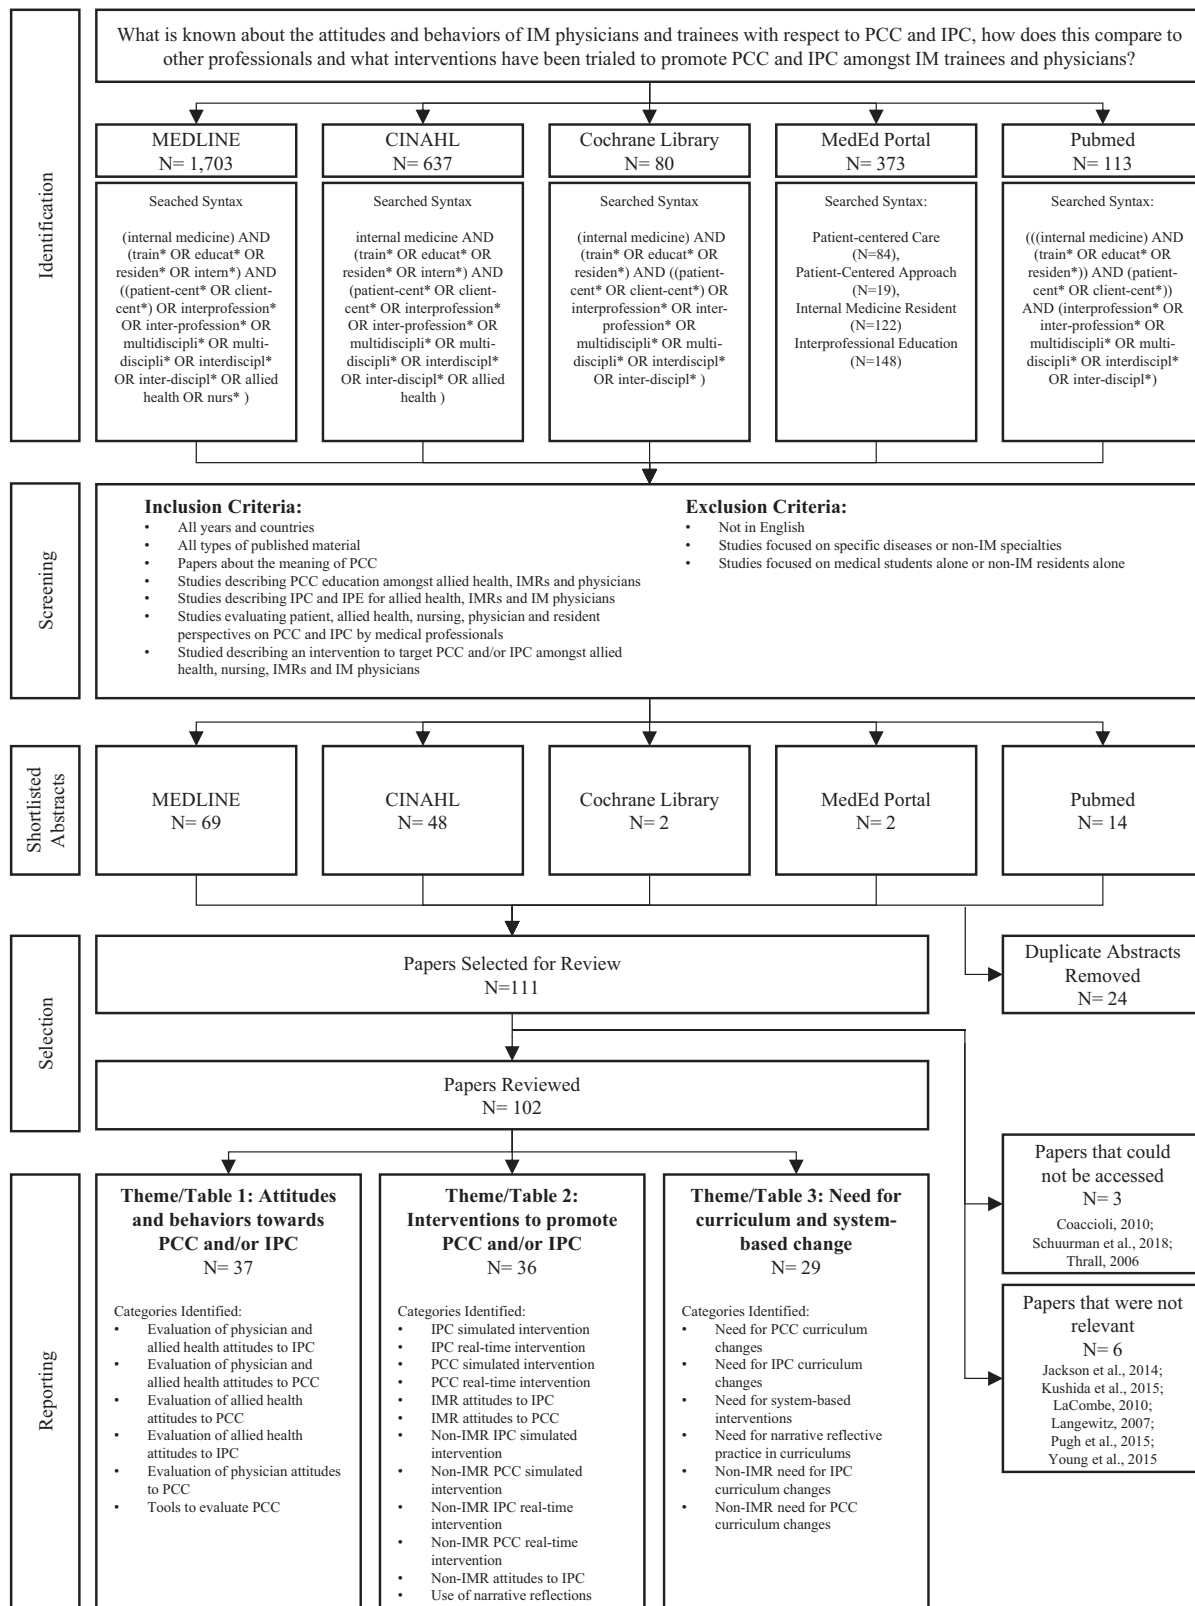 What is known about the attitudes and behaviors of IM physicians and trainees with respect to PCC and IPC, how does this compare to
other professionals and what interventions have been trialed to promote PCC and IPC amongst IM trainees and physicians?
Identification
MEDLINE
N= 1,703
CINAHL
N= 637
Cochrane Library
N= 80
MedEd Portal
N= 373
Pubmed
N= 113
Seached Syntax
(internal medicine) AND
(train* OR educat* OR
residen* OR intern*) AND
((patient-cent* OR client-
cent*) OR interprofession*
OR inter-profession* OR
multidiscipli* OR multi-
discipli* OR interdiscipl*
OR inter-discipl* OR allied
health OR nurs* )
Searched Syntax
internal medicine AND
(train* OR educat* OR
residen* OR intern*) AND
(patient-cent* OR client-
cent* OR interprofession*
OR inter-profession* OR
multidiscipli* OR multi-
discipli* OR interdiscipl*
OR inter-discipl* OR allied
health )
Searched Syntax
(internal medicine) AND
(train* OR educat* OR
residen*) AND ((patient-
cent* OR client-cent*) OR
interprofession* OR inter-
profession* OR
multidiscipli* OR multi-
discipli* OR interdiscipl*
OR inter-discipl* )
Searched Syntax:
Patient-centered Care
(N=84),
Patient-Centered Approach
(N=19),
Internal Medicine Resident
(N=122)
Interprofessional Education
(N=148)
Searched Syntax:
(((internal medicine) AND
(train* OR educat* OR
residen*)) AND (patient-
cent* OR client-cent*))
AND (interprofession* OR
inter-profession* OR
multidiscipli* OR multi-
discipli* OR interdiscipl*
OR inter-discipl*)
Screening
Inclusion Criteria:
• All years and countries
• All types of published material
• Papers about the meaning of PCC
• Studies describing PCC education amongst allied health, IMRs and physicians
• Studies describing IPC and IPE for allied health, IMRs and IM physicians
• Studies evaluating patient, allied health, nursing, physician and resident
perspectives on PCC and IPC by medical professionals
• Studied describing an intervention to target PCC and/or IPC amongst allied
health, nursing, IMRs and IM physicians
Exclusion Criteria:
• Not in English
• Studies focused on specific diseases or non-IM specialties
• Studies focused on medical students alone or non-IM residents alone
Shortlisted
Abstracts
MEDLINE
N= 69
CINAHL
N= 48
Cochrane Library
N= 2
MedEd Portal
N= 2
Pubmed
N= 14
Selection
Papers Selected for Review
N=111
Duplicate Abstracts
Removed
N= 24
Papers Reviewed
N= 102
Papers that could
not be accessed
N= 3
Coaccioli, 2010;
Schuurman et al., 2018;
Thrall, 2006
Papers that were not
relevant
N= 6
Jackson et al., 2014;
Kushida et al., 2015;
LaCombe, 2010;
Langewitz, 2007;
Pugh et al., 2015;
Young et al., 2015
Reporting
Theme/Table 1: Attitudes
and behaviors towards
PCC and/or IPC
N= 37
Categories Identified:
• Evaluation of physician and
allied health attitudes to IPC
• Evaluation of physician and
allied health attitudes to PCC
• Evaluation of allied health
attitudes to PCC
• Evaluation of allied health
attitudes to IPC
• Evaluation of physician attitudes
to PCC
• Tools to evaluate PCC
Theme/Table 2:
Interventions to promote
PCC and/or IPC
N= 36
Categories Identified:
• IPC simulated intervention
• IPC real-time intervention
• PCC simulated intervention
• PCC real-time intervention
• IMR attitudes to IPC
• IMR attitudes to PCC
• Non-IMR IPC simulated
intervention
• Non-IMR PCC simulated
intervention
• Non-IMR IPC real-time
intervention
• Non-IMR PCC real-time
intervention
• Non-IMR attitudes to IPC
• Use of narrative reflections
Theme/Table 3: Need for
curriculum and system-
based change
N= 29
Categories Identified:
• Need for PCC curriculum
changes
• Need for IPC curriculum
changes
• Need for system-based
interventions
• Need for narrative reflective
practice in curriculums
• Non-IMR need for IPC
curriculum changes
• Non-IMR need for PCC
curriculum changes